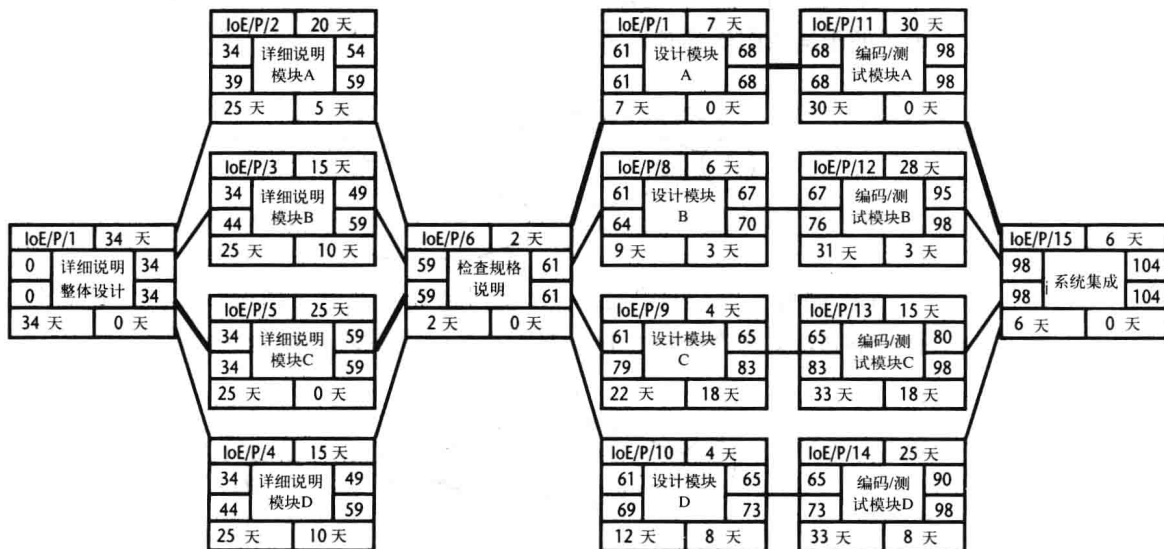 IoE/P/2 20 天
34 详细说明 54
39 模块A 59
25 天 5 天
IoE/P/1 7 天
61 设计模块 68
61 A 68
7 天 0 天
IoE/P/11 30 天
68 编码/测 98
68 试模块A 98
30 天 0 天
IoE/P/3 15 天
34 详细说明 49
44 模块B 59
25 天 10 天
IoE/P/8 6 天
61 设计模块 67
64 B 70
9 天 3 天
IoE/P/12 28 天
67 编码/测 95
76 试模块B 98
31 天 3 天
IoE/P/1 34 天
0 详细说明 34
0 整体设计 34
34 天 0 天
IoE/P/6 2 天
59 检查规格 61
59 说明 61
2 天 0 天
IoE/P/15 6 天
98 系统集成 104
98 104
6 天 0 天
IoE/P/5 25 天
34 详细说明 59
34 模块C 59
25 天 0 天
IoE/P/9 4 天
61 设计模块 65
79 C 83
22 天 18 天
IoE/P/13 15 天
65 编码/测 80
83 试模块C 98
33 天 18 天
IoE/P/4 15 天
34 详细说明 49
44 模块D 59
25 天 10 天
IoE/P/10 4 天
61 设计模块 65
69 D 73
12 天 8 天
IoE/P/14 25 天
65 编码/测 90
73 试模块D 98
33 天 8 天